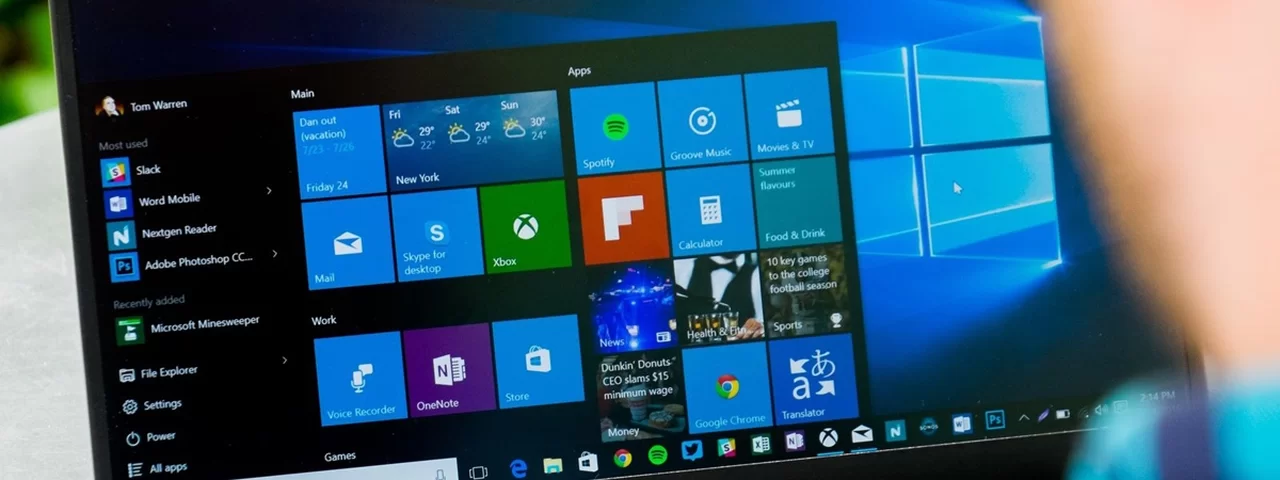 Tom Warren
Most used
Slack
Word Mobile
Nextgen Reader
Adobe Photoshop CC...
Recently added
Microsoft Minesweeper
File Explorer
Settings
Power
All apps
Main
Dan out
(vacation)
7/23 - 7/26
Friday 24
Fri
29°
22°
Sat
29°
24°
Sun
30°
24°
New York
Mail
Skype for
desktop
Xbox
Work
Voice Recorder
OneNote
Store
Games
Apps
Spotify
Groove Music
Movies & TV
Calculator
Summer
flavours
Food & Drink
News
Health & Fitn...
10 key games
to the college
football season
Sports
Dunkin' Donuts
CEO slams $15
minimum wage
Money
Google Chrome
Translator
2:14 PM